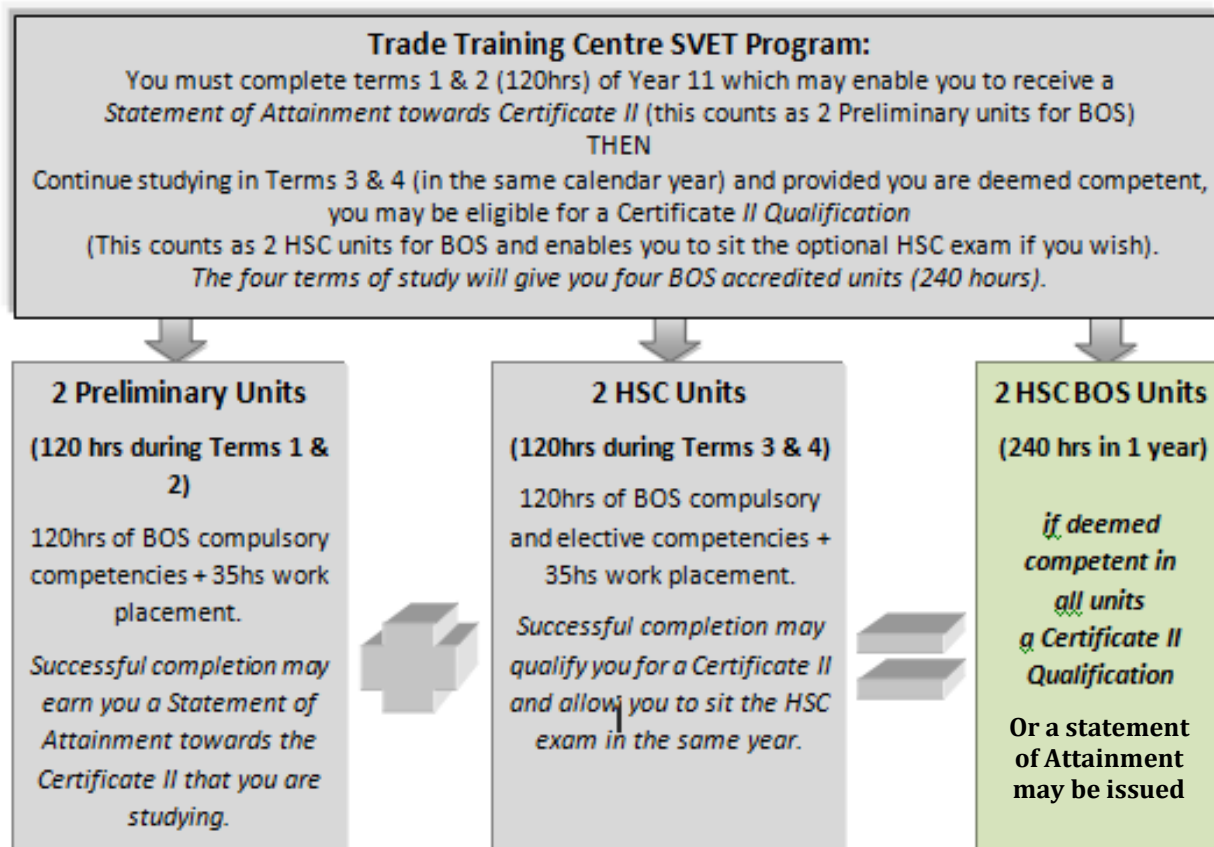 Trade Training Centre SVET Program:
You must complete terms 1 & 2 (120hrs) of Year 11 which may enable you to receive a
Statement of Attainment towards Certificate II (this counts as 2 Preliminary units for BOS)
THEN
Continue studying in Terms 3 & 4 (in the same calendar year) and provided you are deemed competent,
you may be eligible for a Certificate II Qualification
(This counts as 2 HSC units for BOS and enables you to sit the optional HSC exam if you wish).
The four terms of study will give you four BOS accredited units (240 hours).
2 Preliminary Units
(120 hrs during Terms 1 &
2)
120hrs of BOS compulsory
competencies + 35hs work
placement.
Successful completion may
earn you a Statement of
Attainment towards the
Certificate II that you are
studying.
2 HSC Units
(120hrs during Terms 3 & 4)
120hrs of BOS compulsory
and elective competencies +
35hs work placement.
Successful completion may
qualify you for a Certificate II
and allow you to sit the HSC
exam in the same year.
2 HSC BOS Units
(240 hrs in 1 year)
if deemed
competent in
all units
a Certificate II
Qualification
Or a statement
of Attainment
may be issued